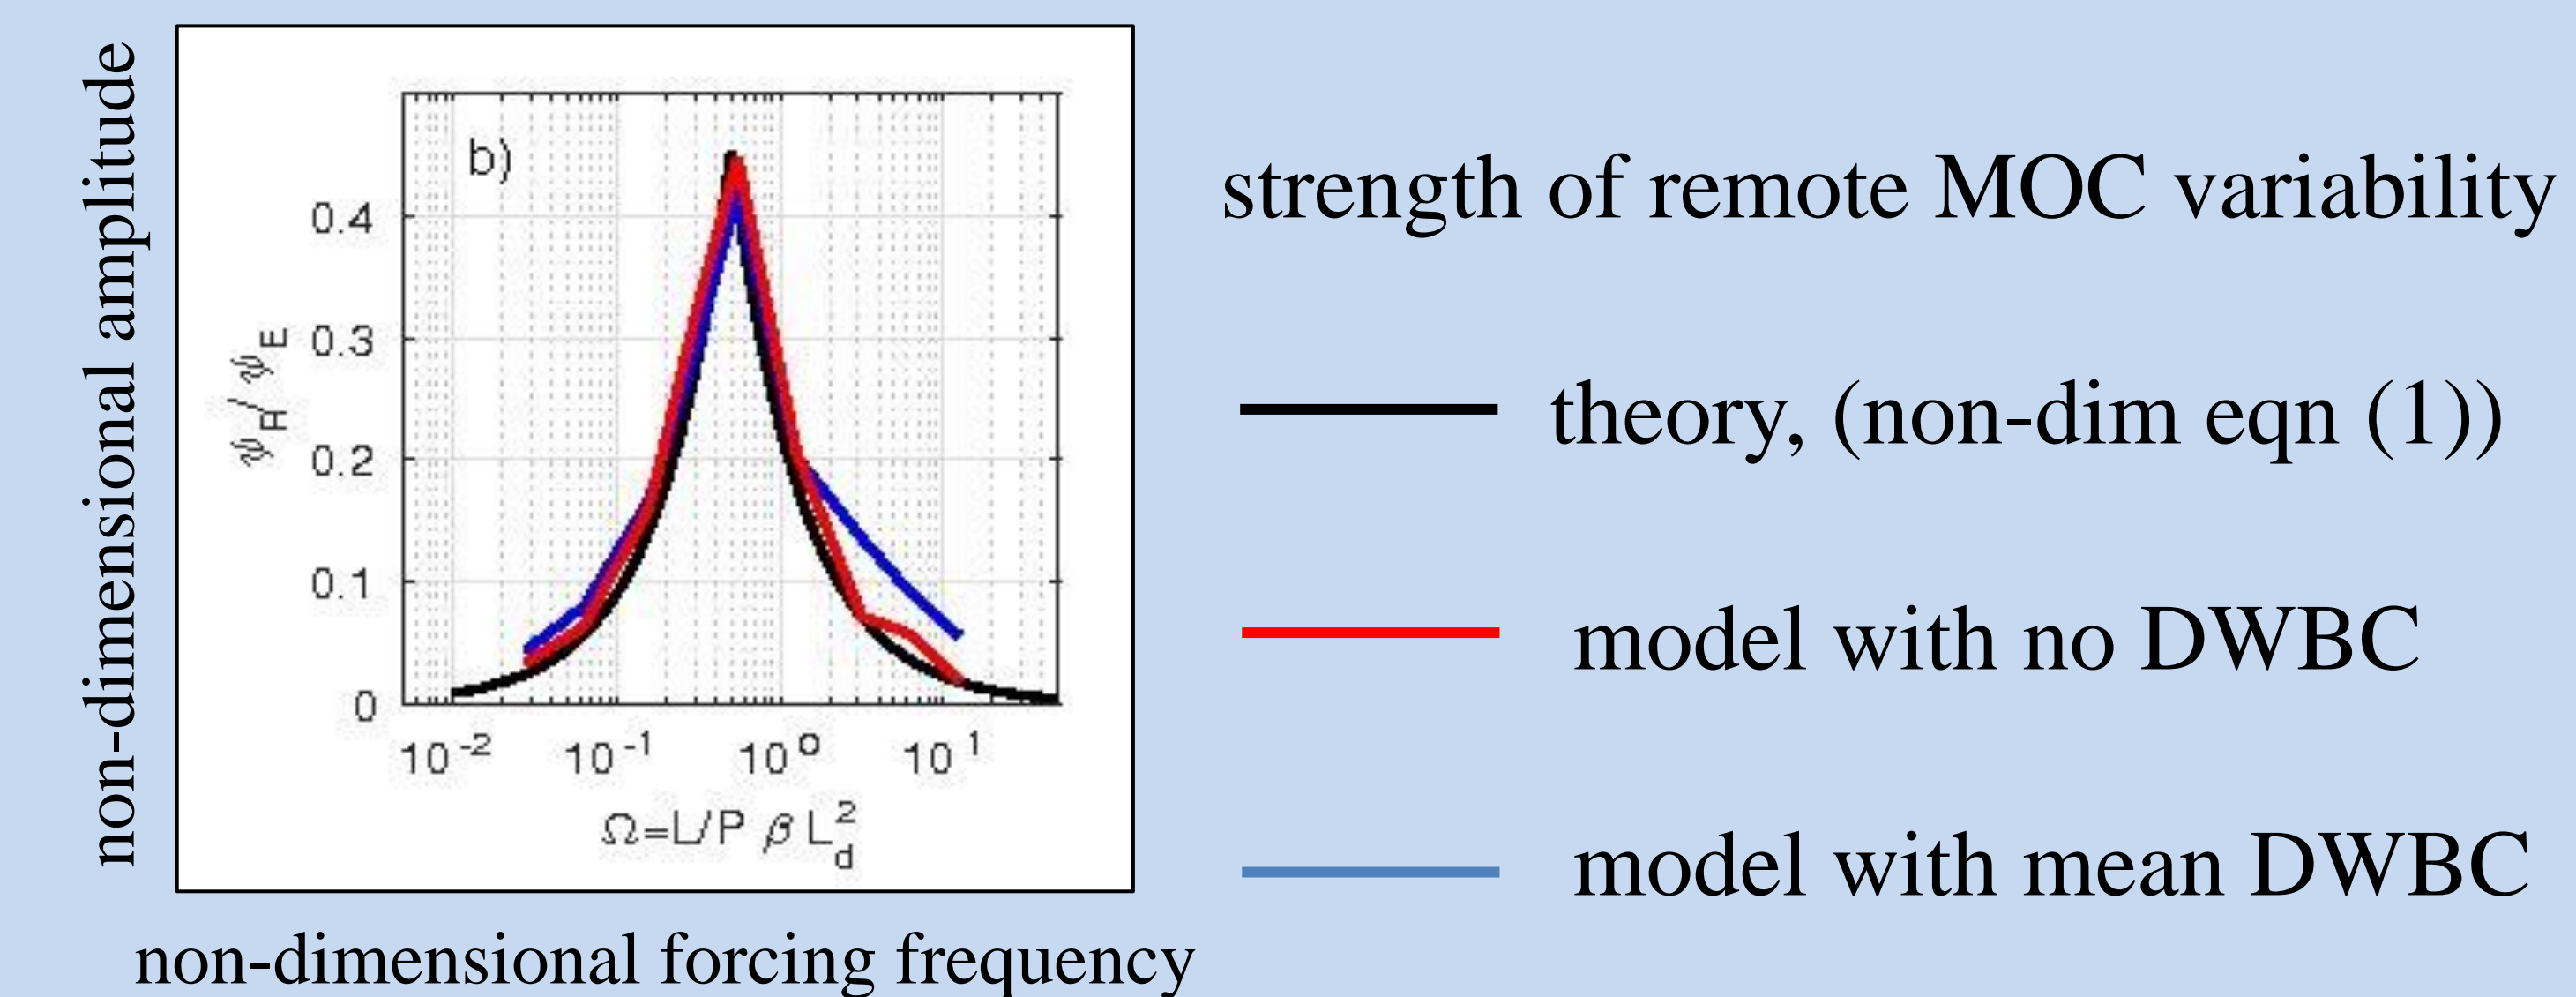 non-dimensional amplitude
b)
0.4
0.3
0.2
0.1
0
ψR/ ψE
10-2 10-1 100 101
Ω=L/P β Ld2
non-dimensional forcing frequency
strength of remote MOC variability
theory, (non-dim eqn (1))
model with no DWBC
model with mean DWBC